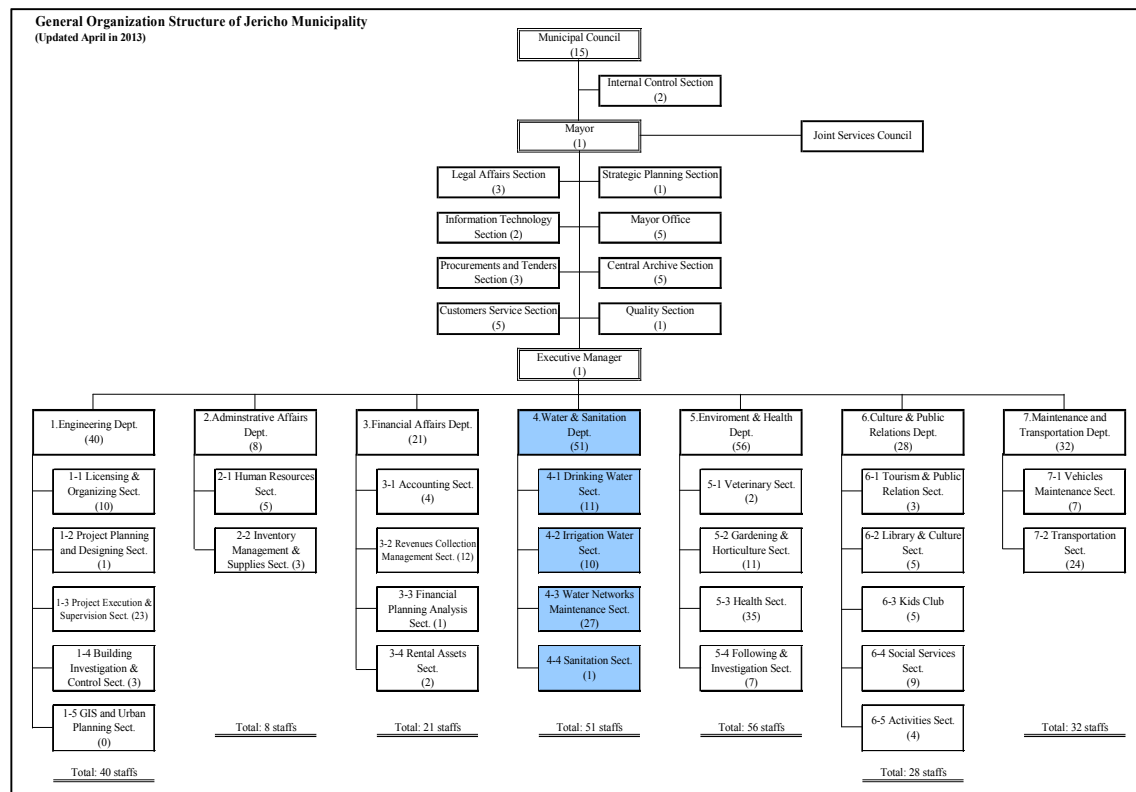 General Organization Structure of Jericho Municipality
(Updated April in 2013)
Municipal Council
(15)
Internal Control Section
(2)
Mayor
(1)
Joint Services Council
Legal Affairs Section
(3)
Strategic Planning Section
(1)
Information Technology
Section (2)
Mayor Office
(5)
Procurements and Tenders
Section (3)
Central Archive Section
(5)
Customers Service Section
(5)
Quality Section
(1)
Executive Manager
(1)
1.Engineering Dept.
(40)
1-1 Licensing &
Organizing Sect.
(10)
1-2 Project Planning
and Designing Sect.
(1)
1-3 Project Execution &
Supervision Sect. (23)
1-4 Building
Investigation &
Control Sect. (3)
1-5 GIS and Urban
Planning Sect.
(0)
Total: 40 staffs
2.Adminstrative Affairs
Dept.
(8)
2-1 Human Resources
Sect.
(5)
2-2 Inventory
Management &
Supplies Sect. (3)
Total: 8 staffs
3.Financial Affairs Dept.
(21)
3-1 Accounting Sect.
(4)
3-2 Revenues Collection
Management Sect. (12)
3-3 Financial
Planning Analysis
Sect. (1)
3-4 Rental Assets
Sect.
(2)
Total: 21 staffs
4.Water & Sanitation
Dept.
(51)
4-1 Drinking Water
Sect.
(11)
4-2 Irrigation Water
Sect.
(10)
4-3 Water Networks
Maintenance Sect.
(27)
4-4 Sanitation Sect.
(1)
Total: 51 staffs
5.Enviroment & Health
Dept.
(56)
5-1 Veterinary Sect.
(2)
5-2 Gardening &
Horticulture Sect.
(11)
5-3 Health Sect.
(35)
5-4 Following &
Investigation Sect.
(7)
Total: 56 staffs
6.Culture & Public
Relations Dept.
(28)
6-1 Tourism & Public
Relation Sect.
(3)
6-2 Library & Culture
Sect.
(5)
6-3 Kids Club
(5)
6-4 Social Services
Sect.
(9)
6-5 Activities Sect.
(4)
Total: 28 staffs
7.Maintenance and
Transportation Dept.
(32)
7-1 Vehicles
Maintenance Sect.
(7)
7-2 Transportation
Sect.
(24)
Total: 32 staffs